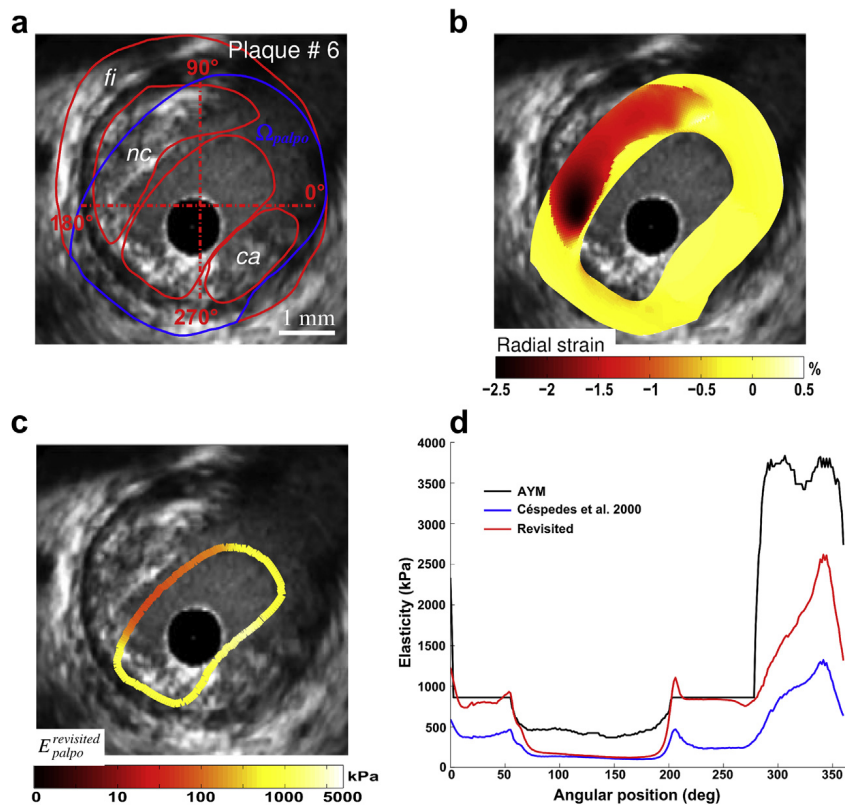 a
Plaque # 6
fi
90°
Ω palpo
nc
0°
180°
ca
270°
1 mm
b
Radial strain
%
−2.5 −2 −1.5 −1 −0.5 0 0.5
c
E revisited palpo
kPa
0 10 100 1000 5000
d
4000
3500
3000
2500
2000
1500
1000
500
0
Elasticity (kPa)
AYM
Céspedes et al. 2000
Revisited
0 50 100 150 200 250 300 350
Angular position (deg)